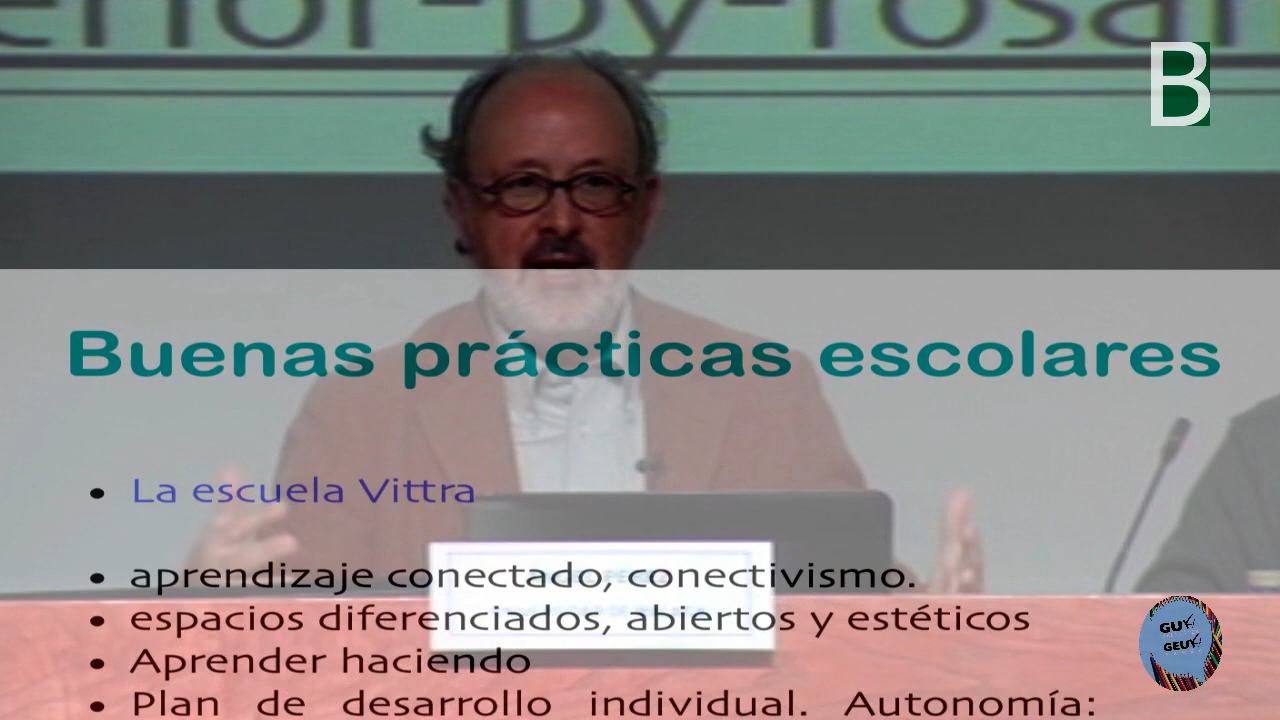 B
Buenas prácticas escolares
• La escuela Vittra
• aprendizaje conectado, conectivismo.
• espacios diferenciados, abiertos y estéticos
• Aprender haciendo
• Plan de desarrollo individual. Autonomía:
GUY
GEUY